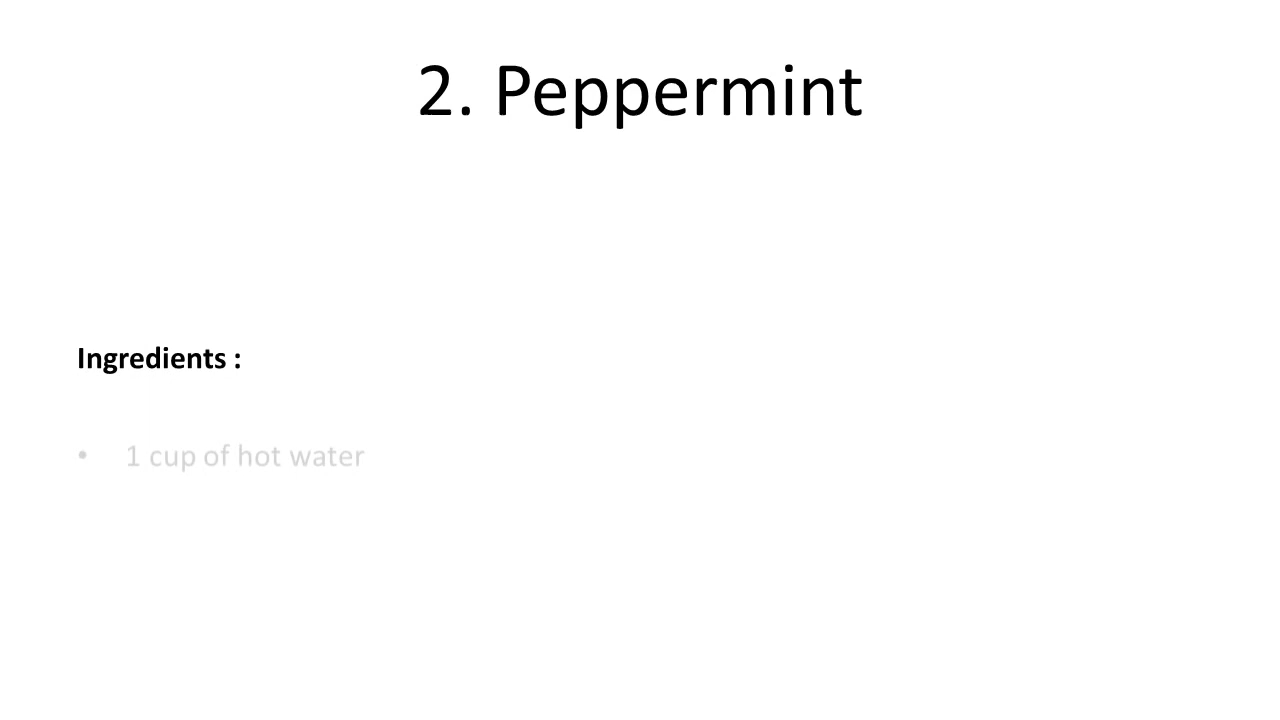 2. Peppermint
Ingredients :
• 1 cup of hot water